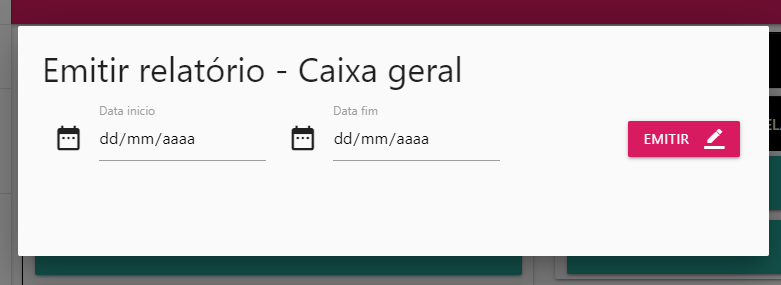 Emitir relatório - Caixa geral
Data inicio
Data fim
dd/mm/aaaa
dd/mm/aaaa
EMITIR